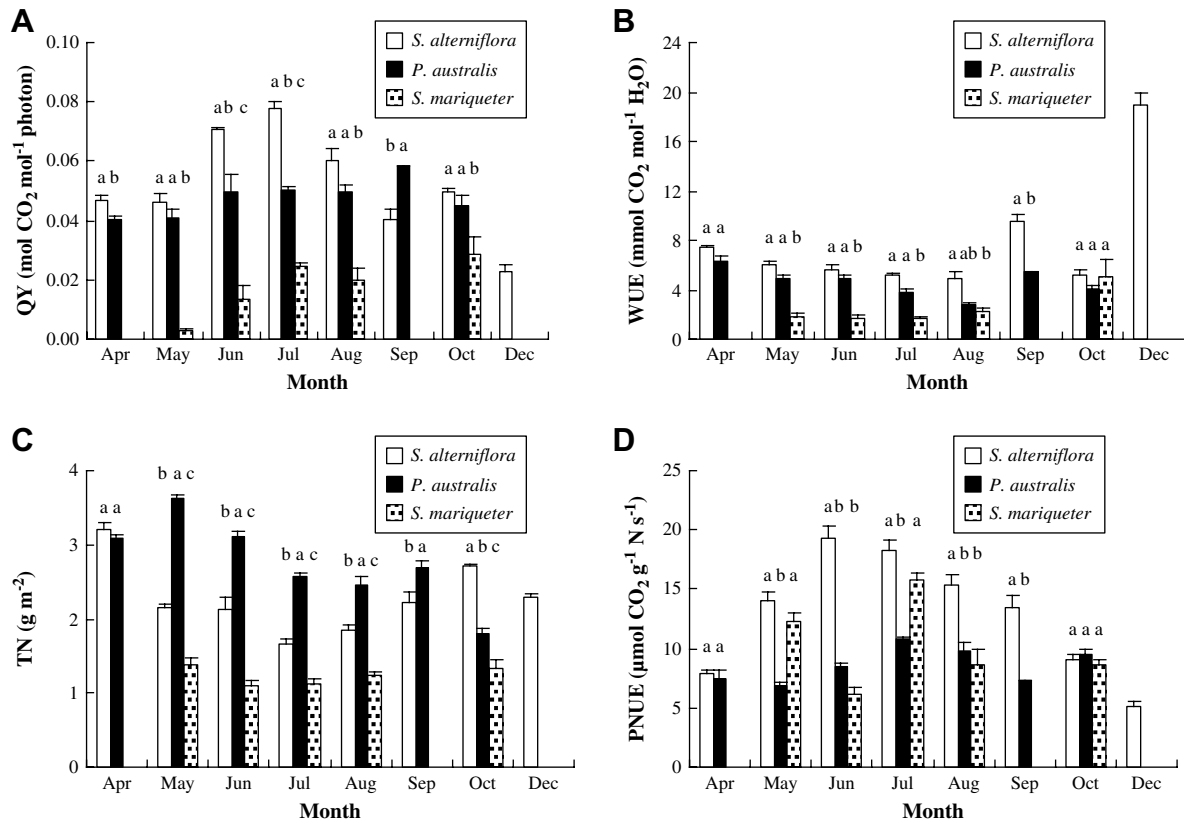 A
QY (mol CO₂ mol⁻¹ photon)
0.10
0.08
0.06
0.04
0.02
0.00
S. alterniflora
P. australis
S. mariqueter
a b
a a b
ab c
a b c
a a b
b a
a a b
Apr May Jun Jul Aug Sep Oct Dec
Month
B
WUE (mmol CO₂ mol⁻¹ H₂O)
24
20
16
12
8
4
0
S. alterniflora
P. australis
S. mariqueter
a a
a a b
a a b
a a b
a ab b
a b
a a a
Apr May Jun Jul Aug Sep Oct Dec
Month
C
TN (g m⁻²)
4
3
2
1
0
S. alterniflora
P. australis
S. mariqueter
a a
b a c
b a c
b a c
b a c
b a
a b c
Apr May Jun Jul Aug Sep Oct Dec
Month
D
PNUE (µmol CO₂ g⁻¹ N s⁻¹)
25
20
15
10
5
0
S. alterniflora
P. australis
S. mariqueter
a a
a b a
a b b
a b a
a b b
a b
a a a
Apr May Jun Jul Aug Sep Oct Dec
Month